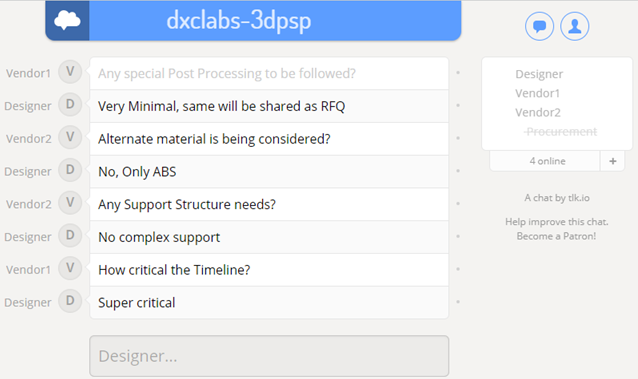 dxclabs-3dpsp
Vendor1 V Any special Post Processing to be followed?
Designer D Very Minimal, same will be shared as RFQ
Vendor2 V Alternate material is being considered?
Designer D No, Only ABS
Vendor2 V Any Support Structure needs?
Designer D No complex support
Vendor1 V How critical the Timeline?
Designer D Super critical
Designer...
Designer
Vendor1
Vendor2
Procurement
4 online +
A chat by tlk.io
Help improve this chat.
Become a Patron!